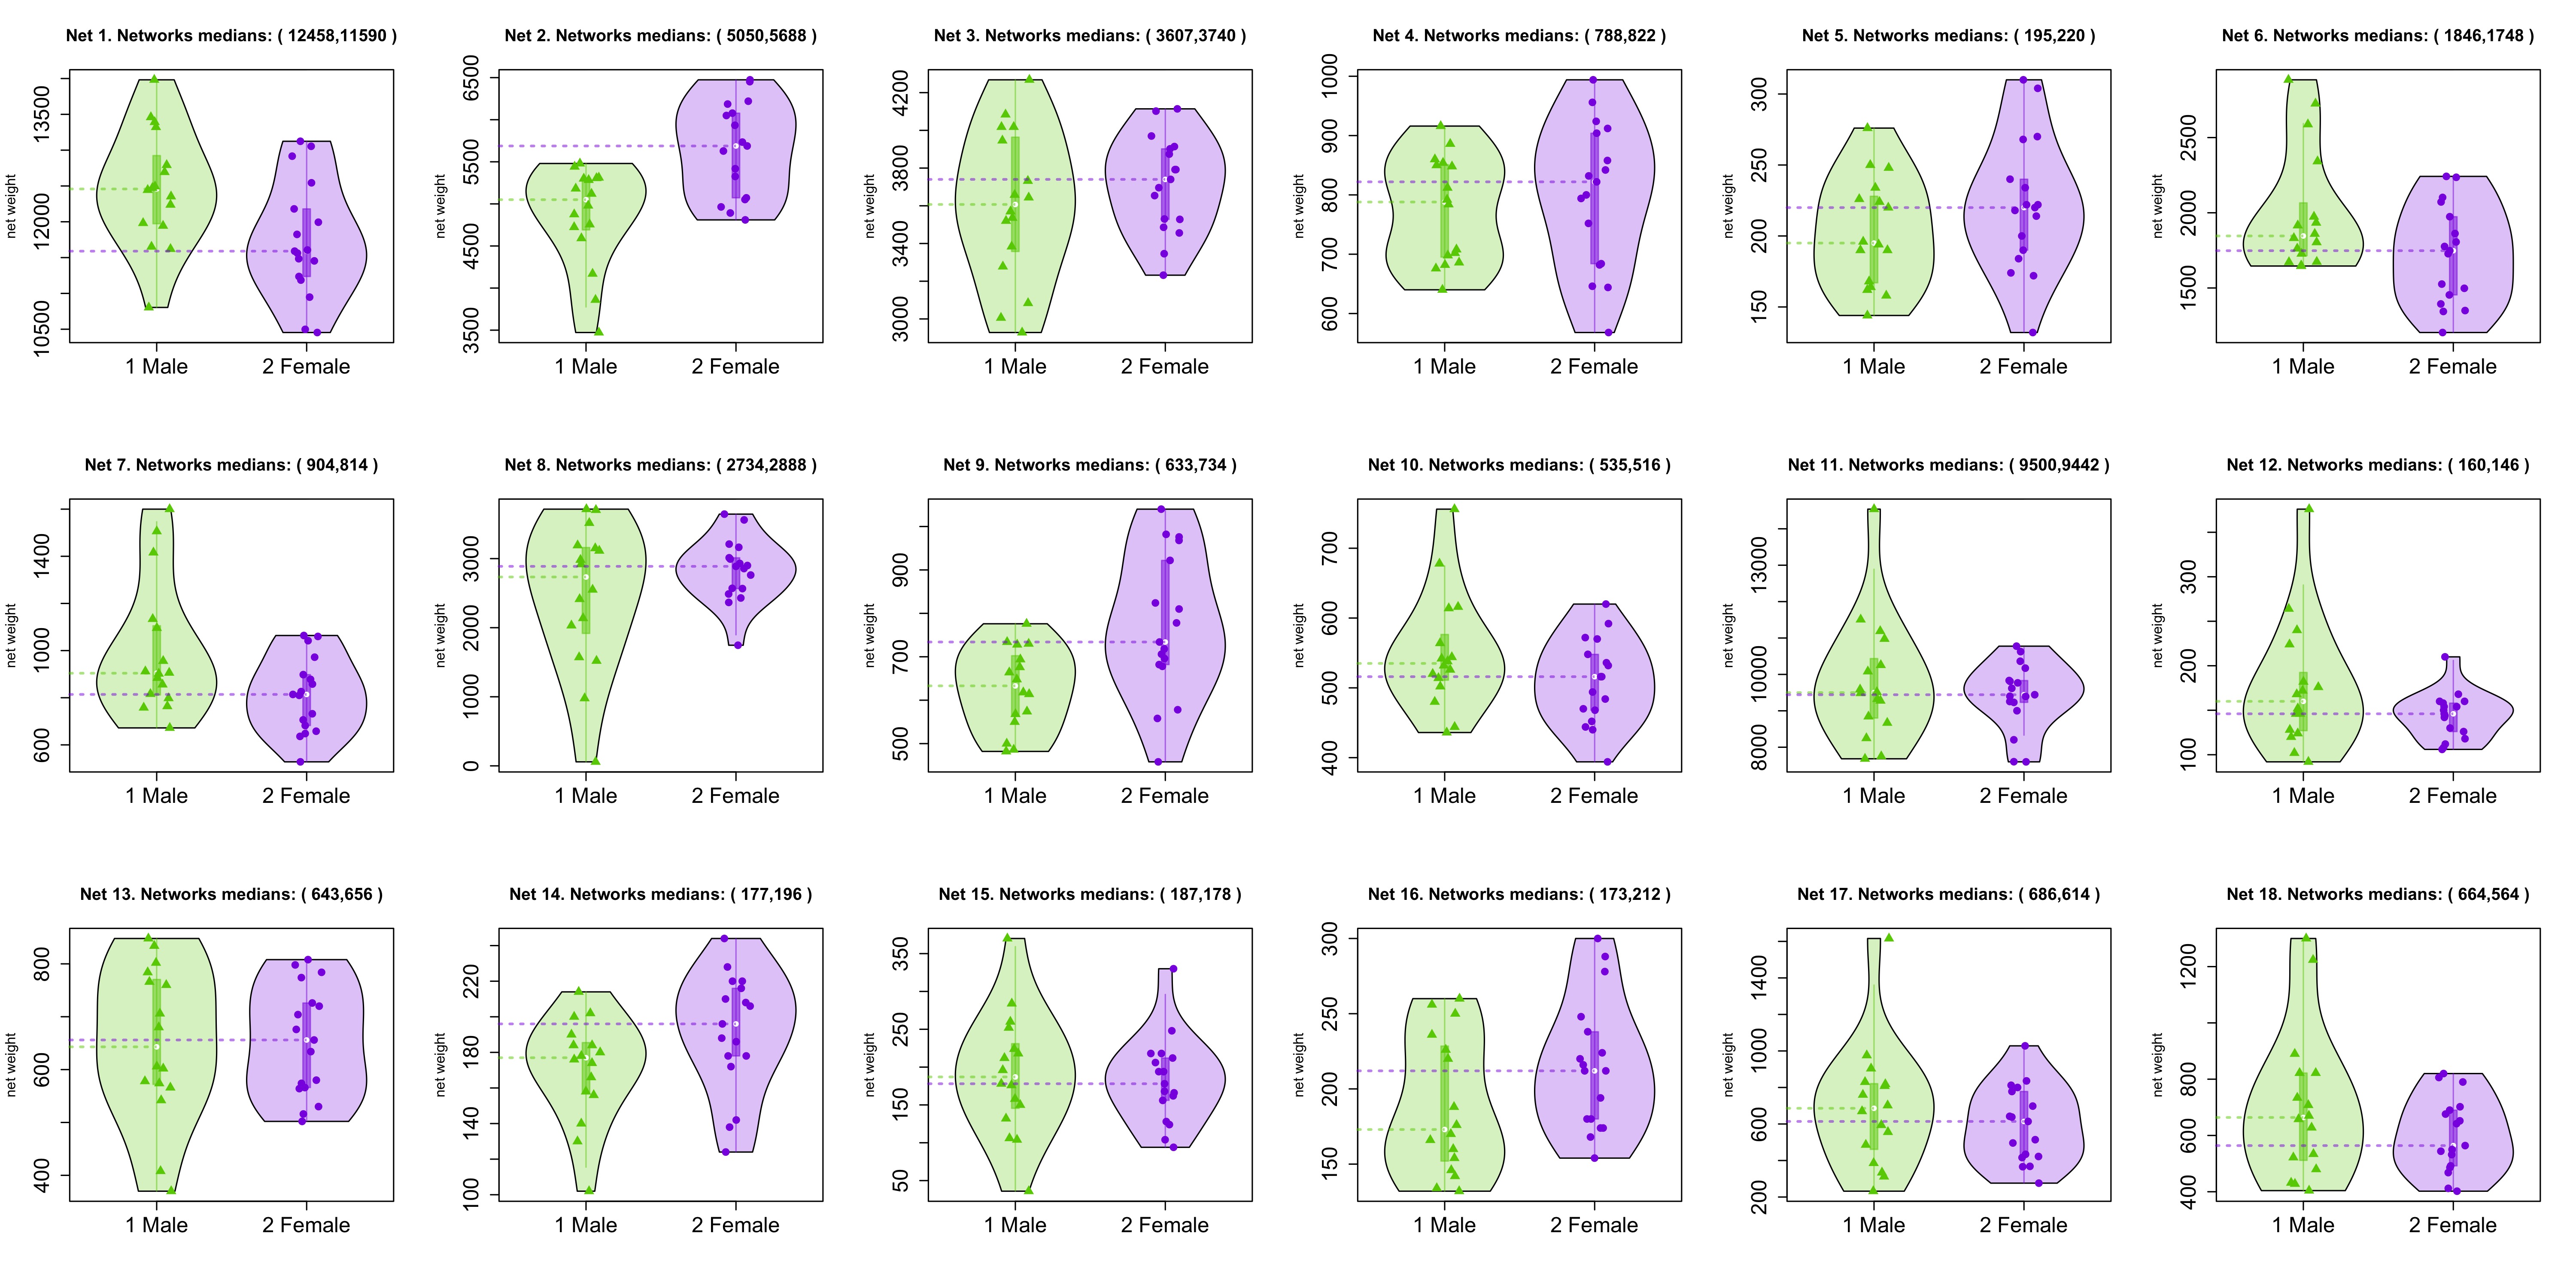 Net 1. Networks medians: ( 12458,11590 )
net weight
10500 12000 13500
1 Male 2 Female
Net 2. Networks medians: ( 5050,5688 )
net weight
3500 4500 5500 6500
1 Male 2 Female
Net 3. Networks medians: ( 3607,3740 )
net weight
3000 3400 3800 4200
1 Male 2 Female
Net 4. Networks medians: ( 788,822 )
net weight
600 700 800 900 1000
1 Male 2 Female
Net 5. Networks medians: ( 195,220 )
net weight
150 200 250 300
1 Male 2 Female
Net 6. Networks medians: ( 1846,1748 )
net weight
1500 2000 2500
1 Male 2 Female
Net 7. Networks medians: ( 904,814 )
net weight
600 1000 1400
1 Male 2 Female
Net 8. Networks medians: ( 2734,2888 )
net weight
0 1000 2000 3000
1 Male 2 Female
Net 9. Networks medians: ( 633,734 )
net weight
500 700 900
1 Male 2 Female
Net 10. Networks medians: ( 535,516 )
net weight
400 500 600 700
1 Male 2 Female
Net 11. Networks medians: ( 9500,9442 )
net weight
8000 10000 13000
1 Male 2 Female
Net 12. Networks medians: ( 160,146 )
net weight
100 200 300
1 Male 2 Female
Net 13. Networks medians: ( 643,656 )
net weight
400 600 800
1 Male 2 Female
Net 14. Networks medians: ( 177,196 )
net weight
100 140 180 220
1 Male 2 Female
Net 15. Networks medians: ( 187,178 )
net weight
50 150 250 350
1 Male 2 Female
Net 16. Networks medians: ( 173,212 )
net weight
150 200 250 300
1 Male 2 Female
Net 17. Networks medians: ( 686,614 )
net weight
200 600 1000 1400
1 Male 2 Female
Net 18. Networks medians: ( 664,564 )
net weight
400 600 800 1200
1 Male 2 Female